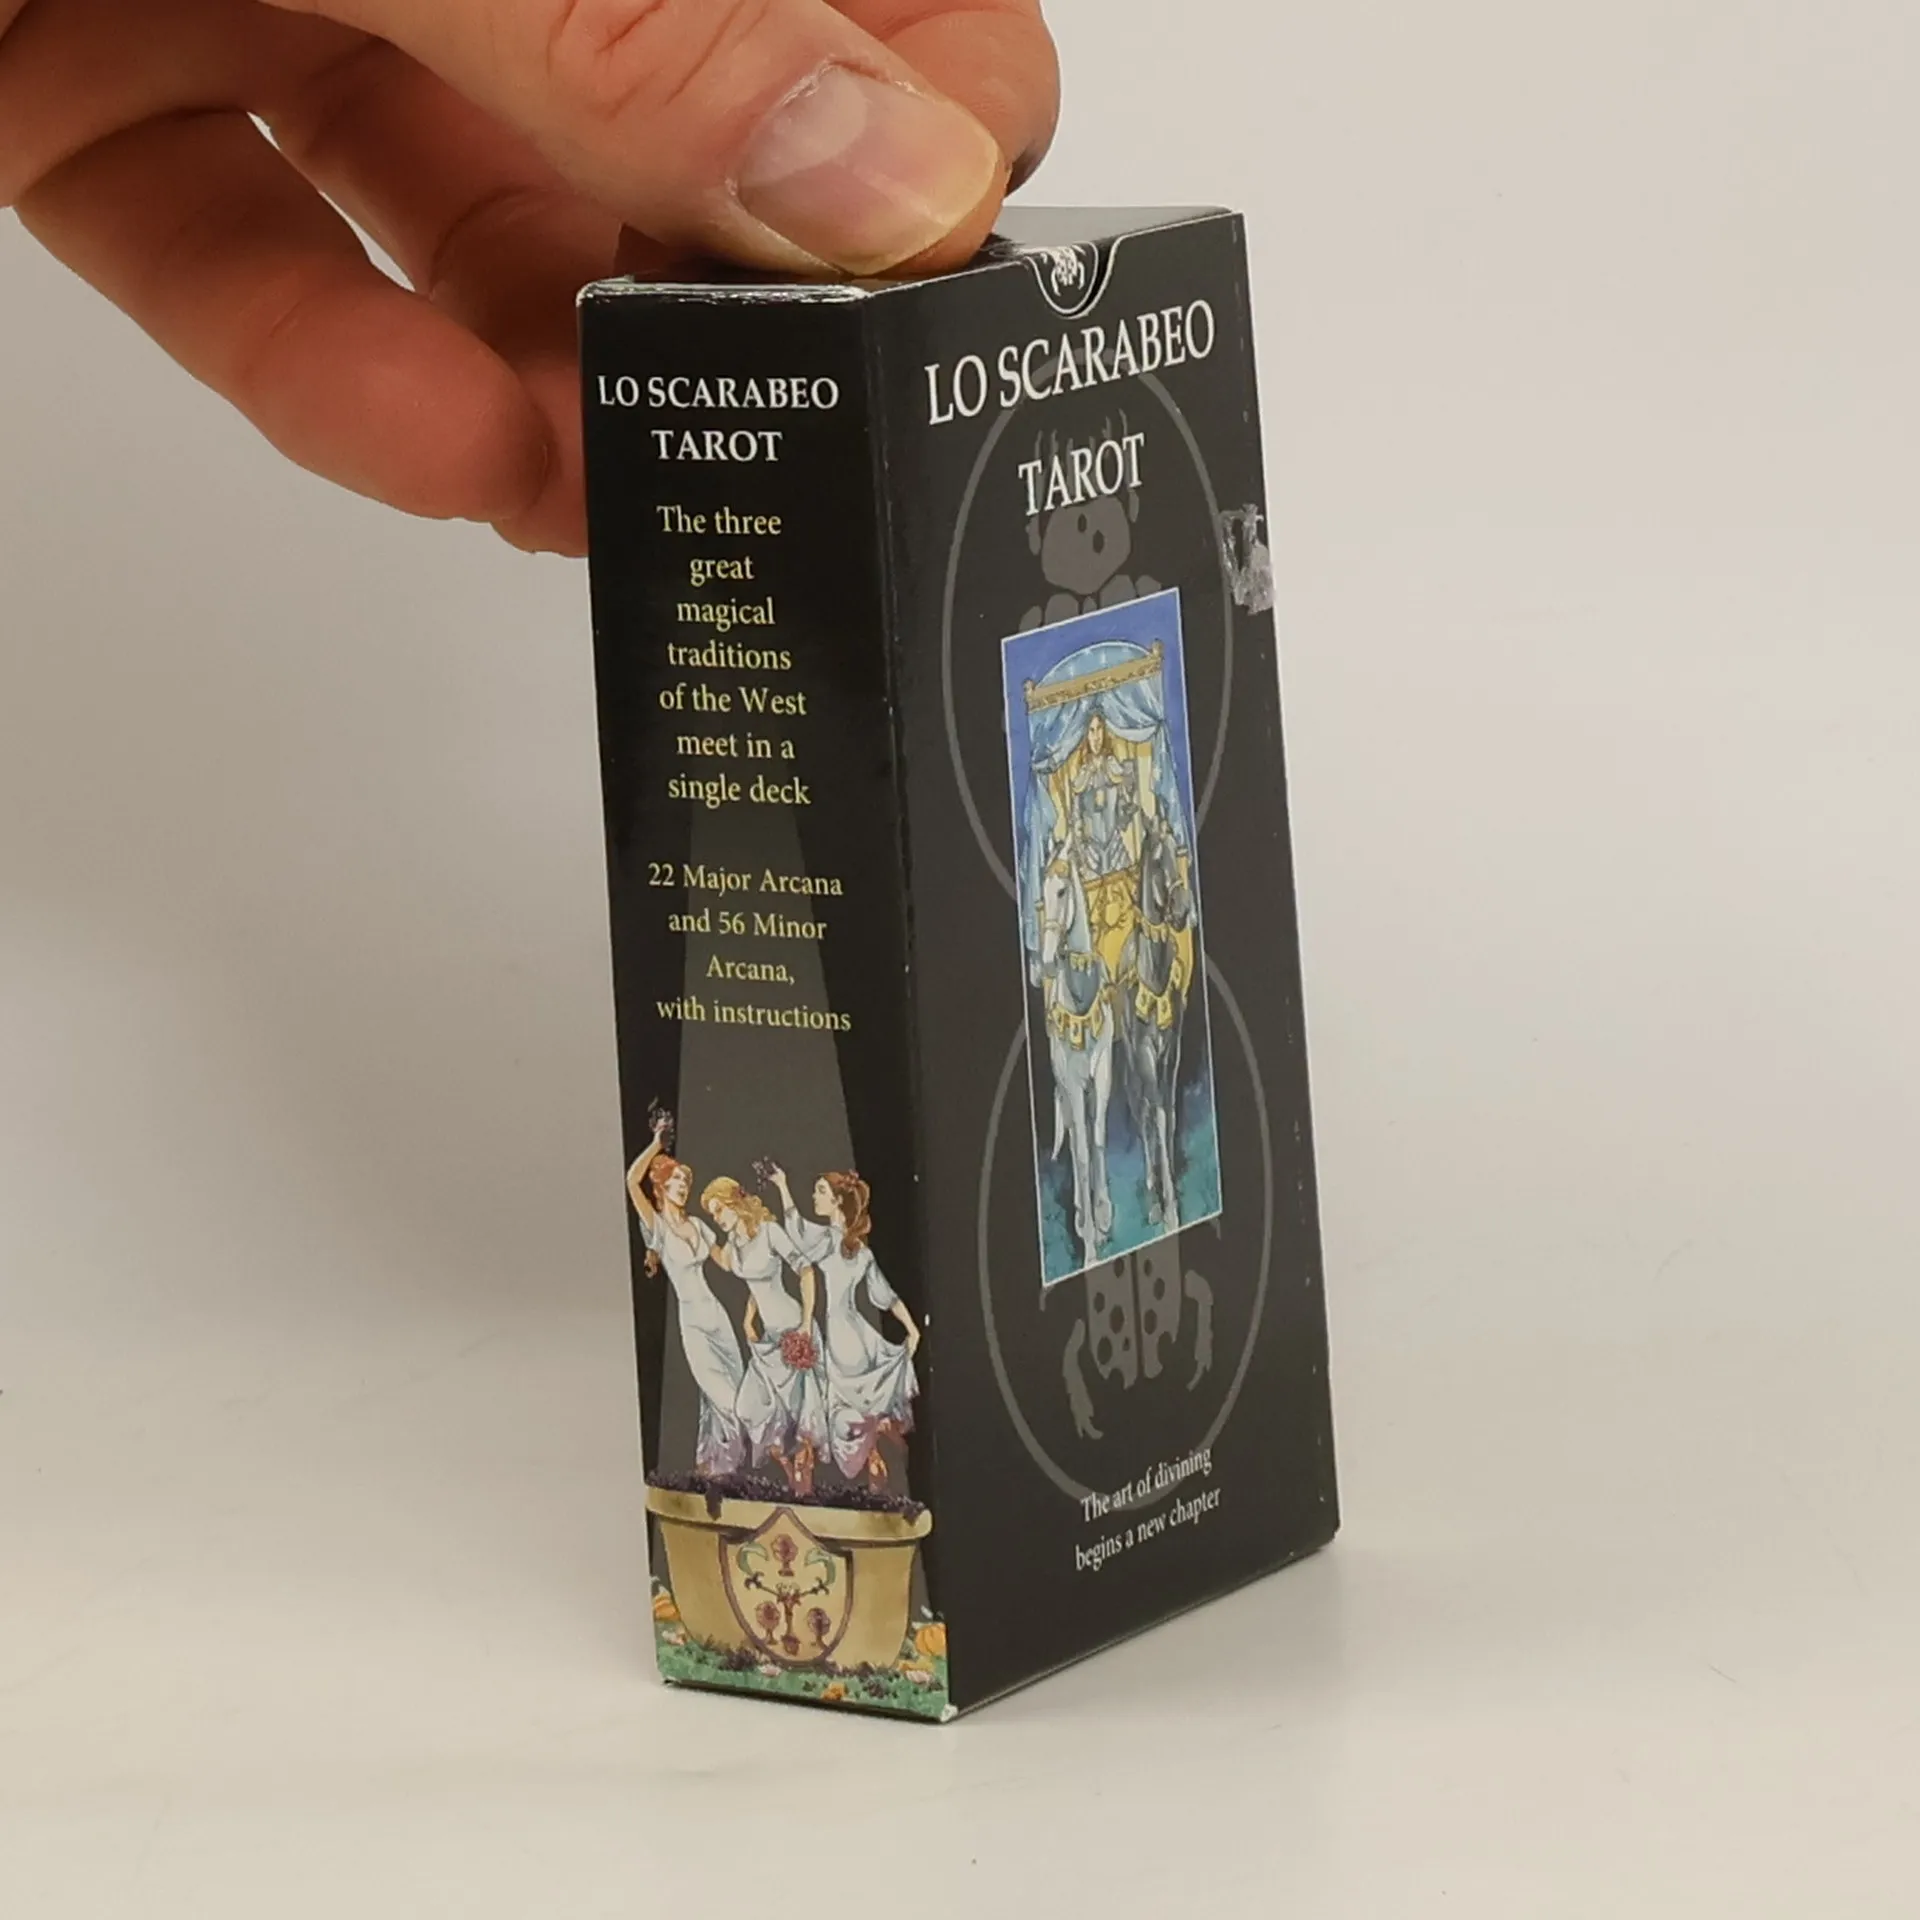 LO SCARABEO
TAROT
The three
great
magical
traditions
of the West
meet in a
single deck
22 Major Arcana
and 56 Minor
Arcana,
with instructions
LO SCARABEO
TAROT
The art of divining
begins a new chapter